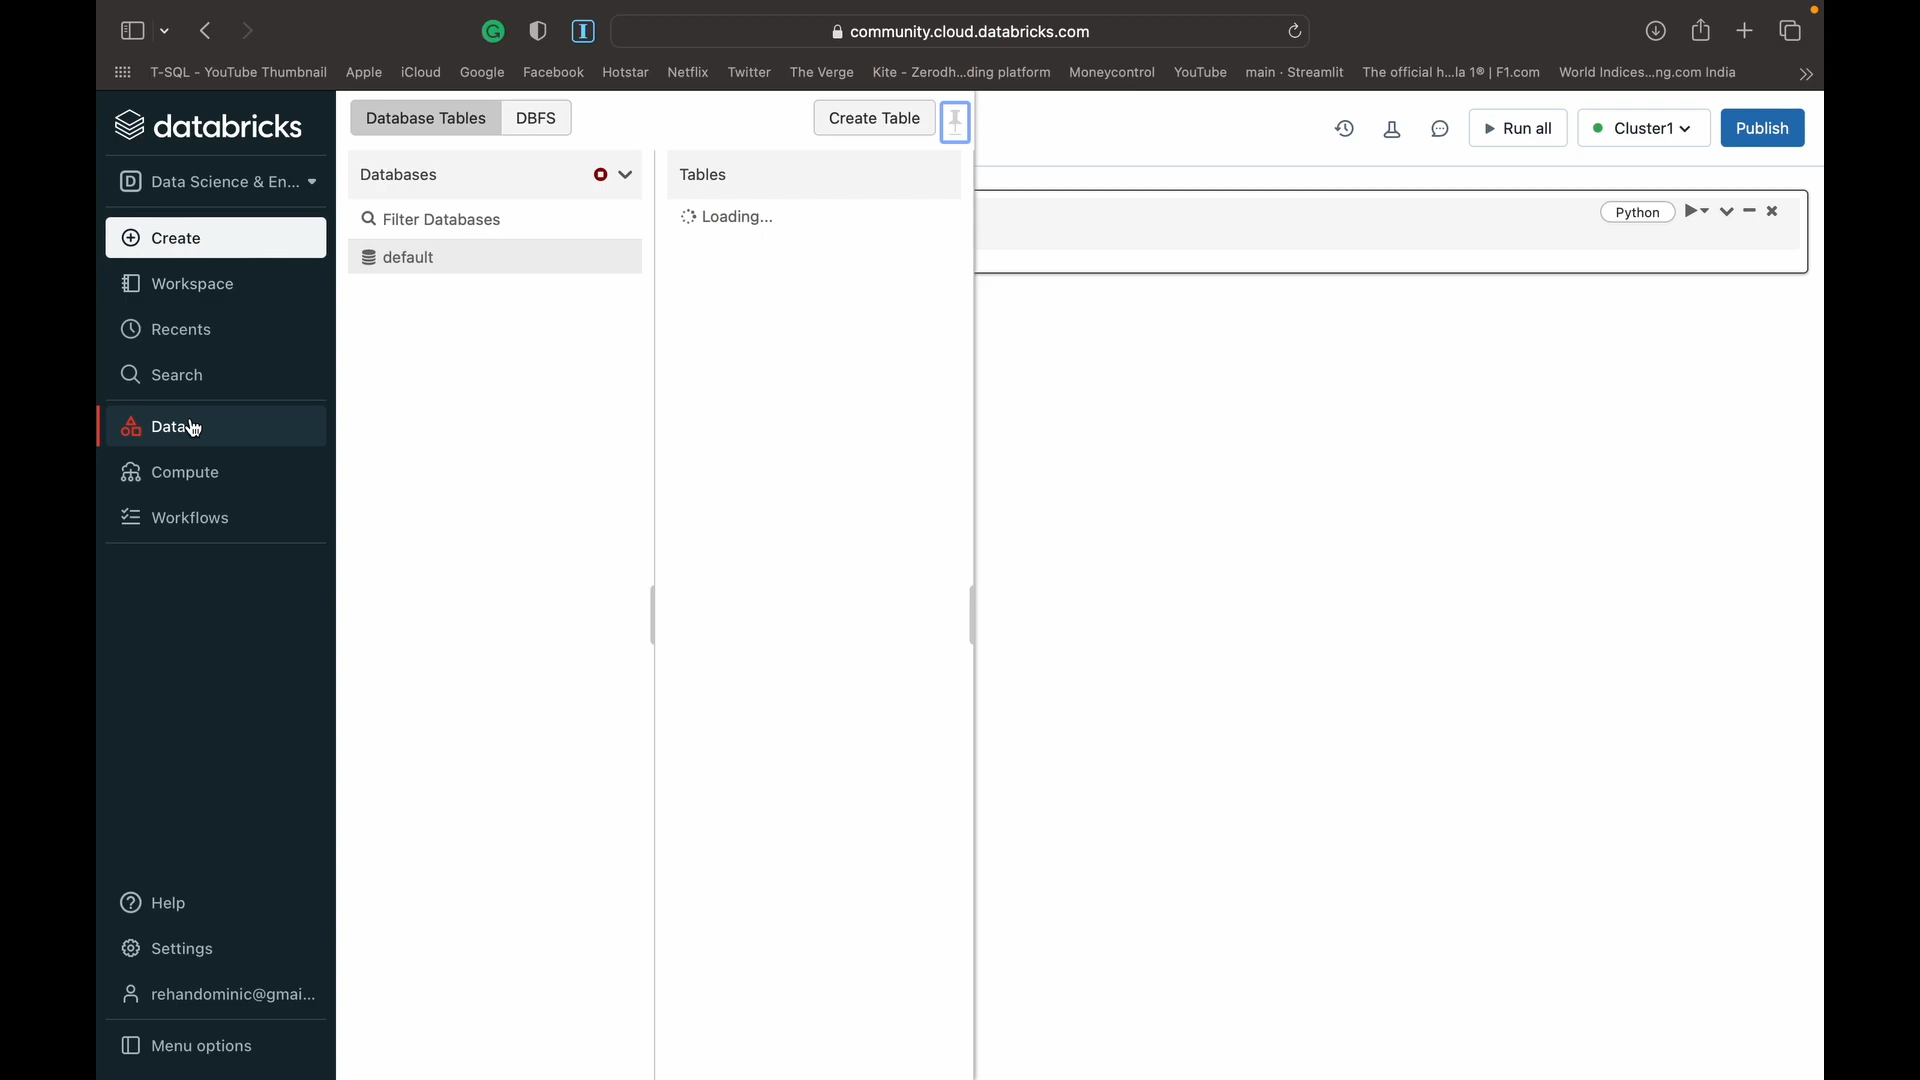 community.cloud.databricks.com
T-SQL - YouTube Thumbnail Apple iCloud Google Facebook Hotstar Netflix Twitter The Verge Kite - Zerodh...ding platform Moneycontrol YouTube main · Streamlit The official h...la 1® | F1.com World Indices...ng.com India
databricks
Data Science & En...
Create
Workspace
Recents
Search
Data
Compute
Workflows
Help
Settings
rehandominic@gmai...
Menu options
Database Tables DBFS Create Table
Databases
Filter Databases
default
Tables
Loading...
Run all Cluster1 Publish
Python